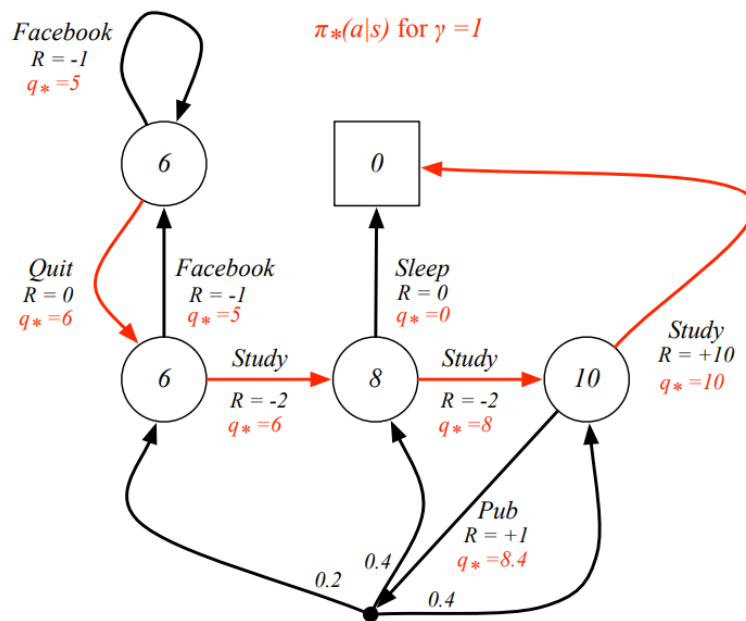 Facebook
R = -1
q* =5
π*(a|s) for γ =1
6
0
Quit
R = 0
q* =6
Facebook
R = -1
q* =5
Sleep
R = 0
q* =0
Study
R = +10
q* =10
6
Study
R = -2
q* =6
8
Study
R = -2
q* =8
10
Pub
R = +1
q* =8.4
0.2
0.4
0.4